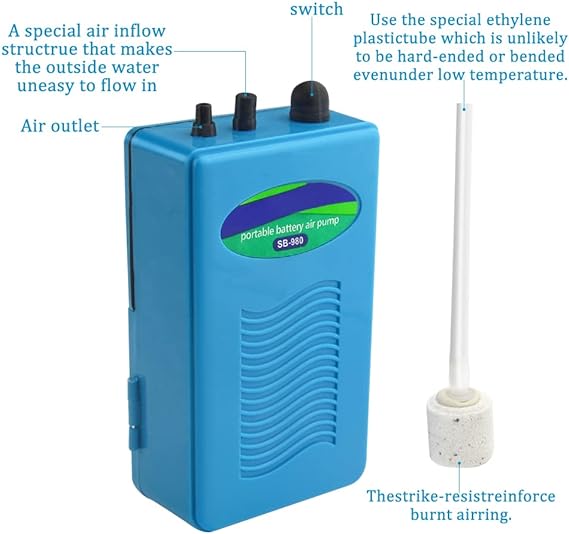 A special air inflow
structrue that makes
the outside water
uneasy to flow in
Air outlet
switch
Use the special ethylene
plastictube which is unlikely
to be hard-ended or bended
evenunder low temperature.
portable battery air pump
SB-980
Thestrike-resistreinforce
burnt airring.